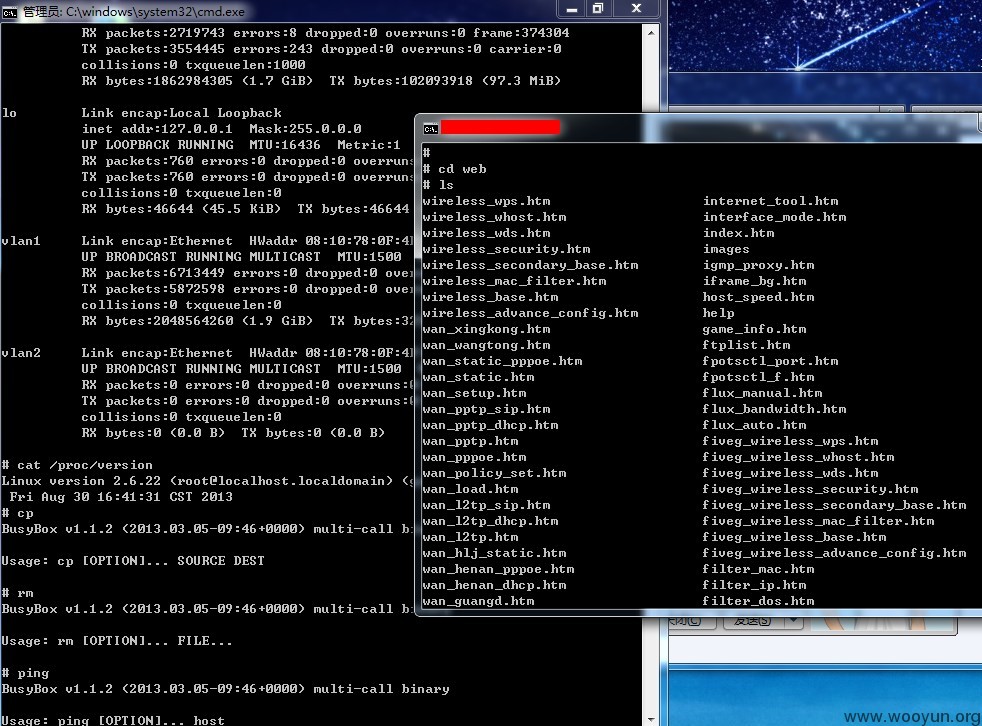 管理员: C:\windows\system32\cmd.exe
RX packets:2719743 errors:8 dropped:0 overruns:0 frame:374304
TX packets:3554445 errors:243 dropped:0 overruns:0 carrier:0
collisions:0 txqueuelen:1000
RX bytes:1862984305 (1.7 GiB)  TX bytes:102093918 (97.3 MiB)
lo        Link encap:Local Loopback
inet addr:127.0.0.1  Mask:255.0.0.0
UP LOOPBACK RUNNING  MTU:16436  Metric:1
RX packets:760 errors:0 dropped:0 overruns
TX packets:760 errors:0 dropped:0 overruns
collisions:0 txqueuelen:0
RX bytes:46644 (45.5 KiB)  TX bytes:46644
vlan1     Link encap:Ethernet  HWaddr 08:10:78:0F:4
UP BROADCAST RUNNING MULTICAST  MTU:1500
RX packets:6713449 errors:0 dropped:0 over
TX packets:5872598 errors:0 dropped:0 over
collisions:0 txqueuelen:0
RX bytes:2048564260 (1.9 GiB)  TX bytes:32
vlan2     Link encap:Ethernet  HWaddr 08:10:78:0F:4
UP BROADCAST RUNNING MULTICAST  MTU:1500
RX packets:0 errors:0 dropped:0 overruns:0
TX packets:0 errors:0 dropped:0 overruns:0
collisions:0 txqueuelen:0
RX bytes:0 (0.0 B)  TX bytes:0 (0.0 B)
# cat /proc/version
Linux version 2.6.22 (root@localhost.localdomain) (g
Fri Aug 30 16:41:31 CST 2013
# cp
BusyBox v1.1.2 (2013.03.05-09:46+0000) multi-call bi
Usage: cp [OPTION]... SOURCE DEST
# rm
BusyBox v1.1.2 (2013.03.05-09:46+0000) multi-call bi
Usage: rm [OPTION]... FILE...
# ping
BusyBox v1.1.2 (2013.03.05-09:46+0000) multi-call binary
Usage: ping [OPTION]... host
#
# cd web
# ls
wireless_wps.htm                   internet_tool.htm
wireless_whost.htm                 interface_mode.htm
wireless_wds.htm                   index.htm
wireless_security.htm              images
wireless_secondary_base.htm        igmp_proxy.htm
wireless_mac_filter.htm            iframe_bg.htm
wireless_base.htm                  host_speed.htm
wireless_advance_config.htm        help
wan_xingkong.htm                   game_info.htm
wan_wangtong.htm                   ftplist.htm
wan_static_pppoe.htm               fpotsctl_port.htm
wan_static.htm                     fpotsctl_f.htm
wan_setup.htm                      flux_manual.htm
wan_pptp_sip.htm                   flux_bandwidth.htm
wan_pptp_dhcp.htm                  flux_auto.htm
wan_pptp.htm                       fiveg_wireless_wps.htm
wan_pppoe.htm                      fiveg_wireless_whost.htm
wan_policy_set.htm                 fiveg_wireless_wds.htm
wan_load.htm                       fiveg_wireless_security.htm
wan_l2tp_sip.htm                   fiveg_wireless_secondary_base.htm
wan_l2tp_dhcp.htm                  fiveg_wireless_mac_filter.htm
wan_l2tp.htm                       fiveg_wireless_base.htm
wan_hlj_static.htm                 fiveg_wireless_advance_config.htm
wan_henan_pppoe.htm                filter_mac.htm
wan_henan_dhcp.htm                 filter_ip.htm
wan_guangd.htm                     filter_dos.htm
关闭(C) 发送(S)
www.wooyun.org